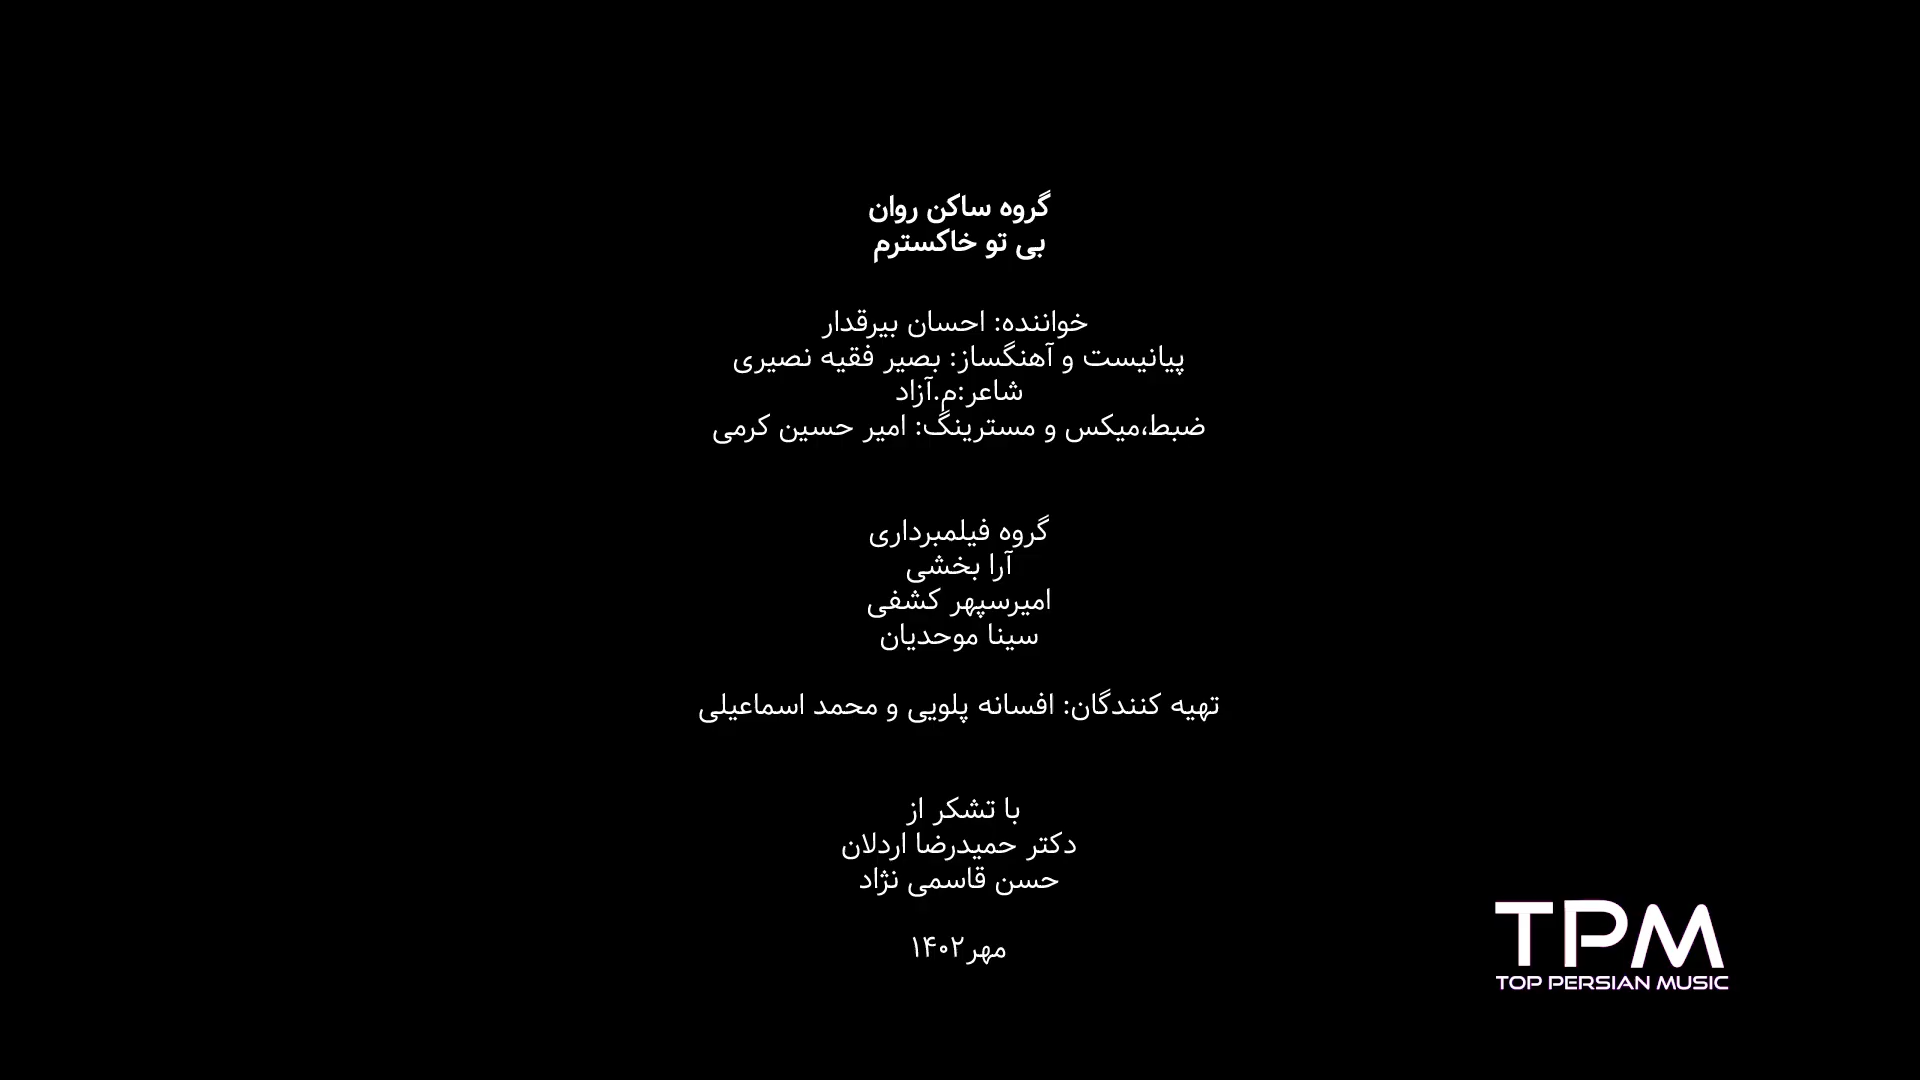 گروه ساکن روان
بی تو خاکسترم
خواننده: احسان بیرقدار
پیانیست و آهنگساز: بصیر فقیه نصیری
شاعر:م.آزاد
ضبط،میکس و مسترینگ: امیر حسین کرمی
گروه فیلمبرداری
آرا بخشی
امیرسپهر کشفی
سینا موحدیان
تهیه کنندگان: افسانه پلویی و محمد اسماعیلی
با تشکر از
دکتر حمیدرضا اردلان
حسن قاسمی نژاد
مهر۱۴۰۲
TPM
TOP PERSIAN MUSIC